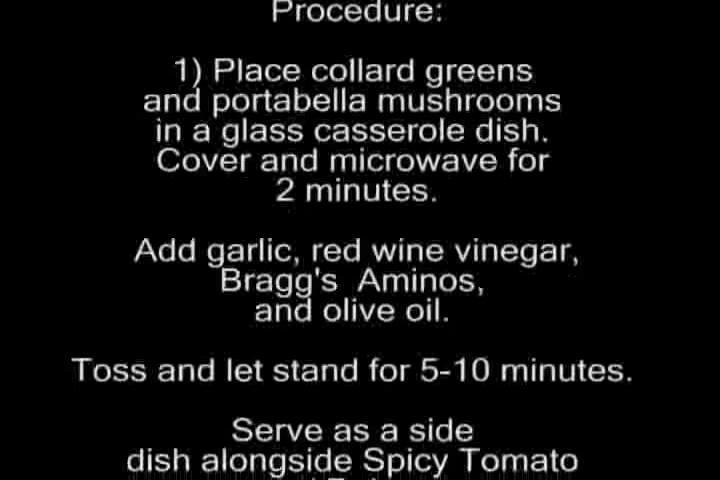 Procedure:
1) Place collard greens
and portabella mushrooms
in a glass casserole dish.
Cover and microwave for
2 minutes.
Add garlic, red wine vinegar,
Bragg's  Aminos,
and olive oil.
Toss and let stand for 5-10 minutes.
Serve as a side
dish alongside Spicy Tomato